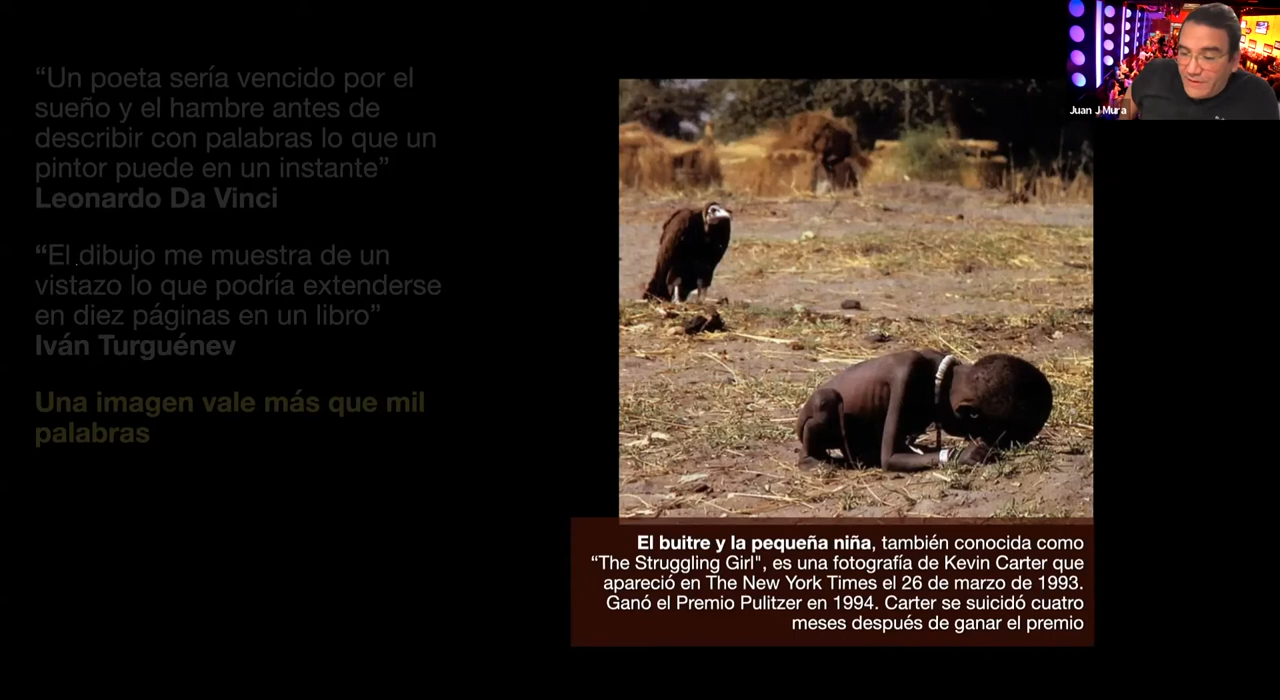 “Un poeta sería vencido por el
sueño y el hambre antes de
describir con palabras lo que un
pintor puede en un instante”
Leonardo Da Vinci
“El dibujo me muestra de un
vistazo lo que podría extenderse
en diez páginas en un libro”
Iván Turguénev
Una imagen vale más que mil
palabras
Juan J Mura
El buitre y la pequeña niña, también conocida como
“The Struggling Girl", es una fotografía de Kevin Carter que
apareció en The New York Times el 26 de marzo de 1993.
Ganó el Premio Pulitzer en 1994. Carter se suicidó cuatro
meses después de ganar el premio